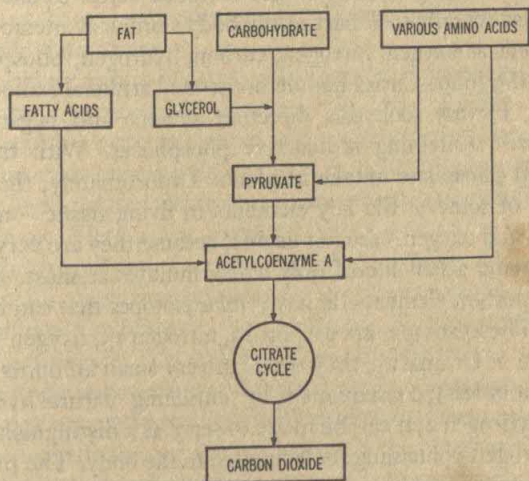 FAT
CARBOHYDRATE
VARIOUS AMINO ACIDS
FATTY ACIDS
GLYCEROL
PYRUVATE
ACETYLCOENZYME A
CITRATE
CYCLE
CARBON DIOXIDE